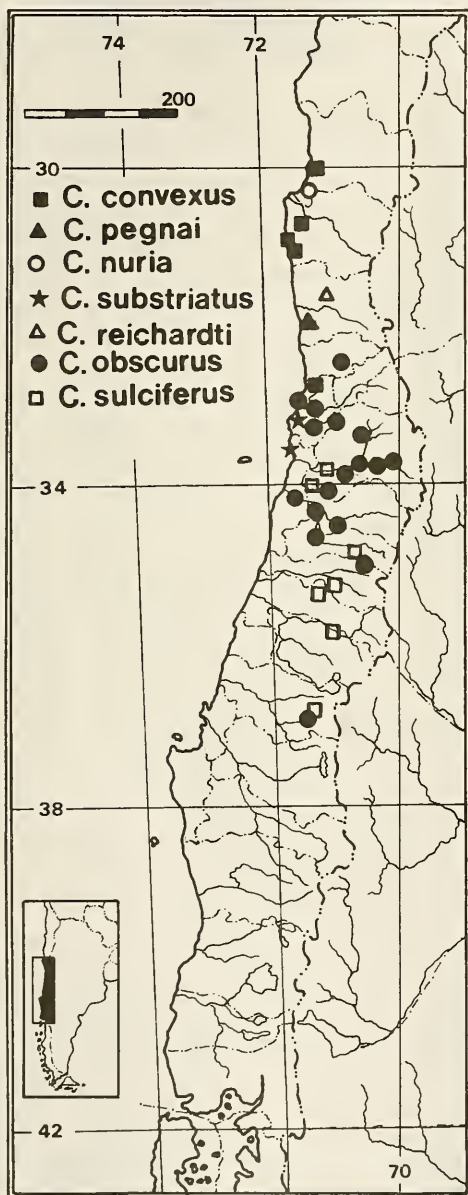 74 72
200
30
C. convexus
C. pegnai
C. nuria
C. substriatus
C. reichardti
C. obscurus
C. sulciferus
34
38
42
70